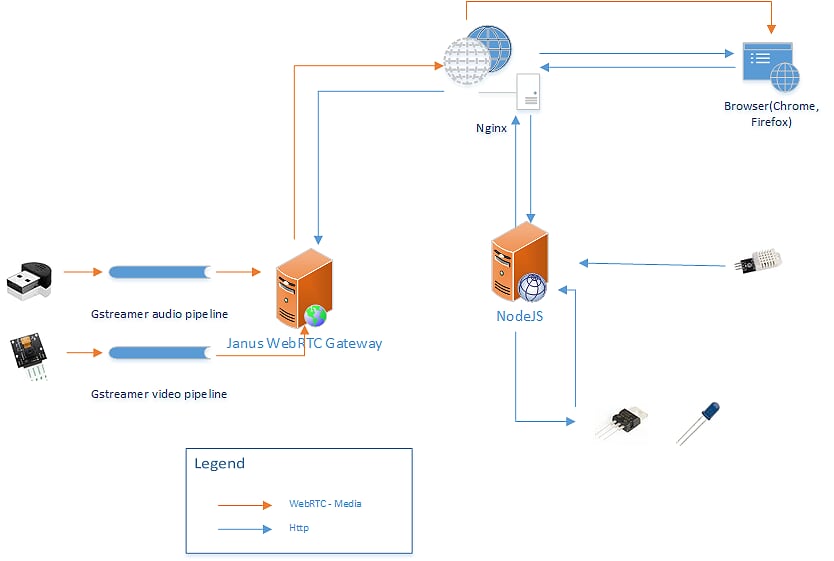 Nginx
Browser(Chrome,
Firefox)
Gstreamer audio pipeline
Janus WebRTC Gateway
NodeJS
Gstreamer video pipeline
Legend
WebRTC - Media
Http